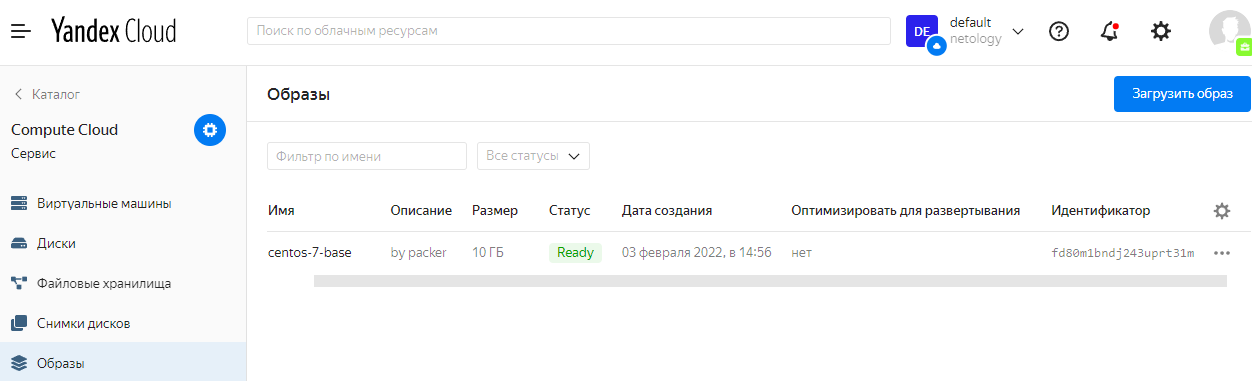 Yandex Cloud
Поиск по облачным ресурсам
DE
default
netology
Каталог
Compute Cloud
Сервис
Виртуальные машины
Диски
Файловые хранилища
Снимки дисков
Образы
Образы
Загрузить образ
Фильтр по имени
Все статусы
Имя Описание Размер Статус Дата создания Оптимизировать для развертывания Идентификатор
centos-7-base by packer 10 ГБ Ready 03 февраля 2022, в 14:56 нет fd80m1bndj243uprt31m